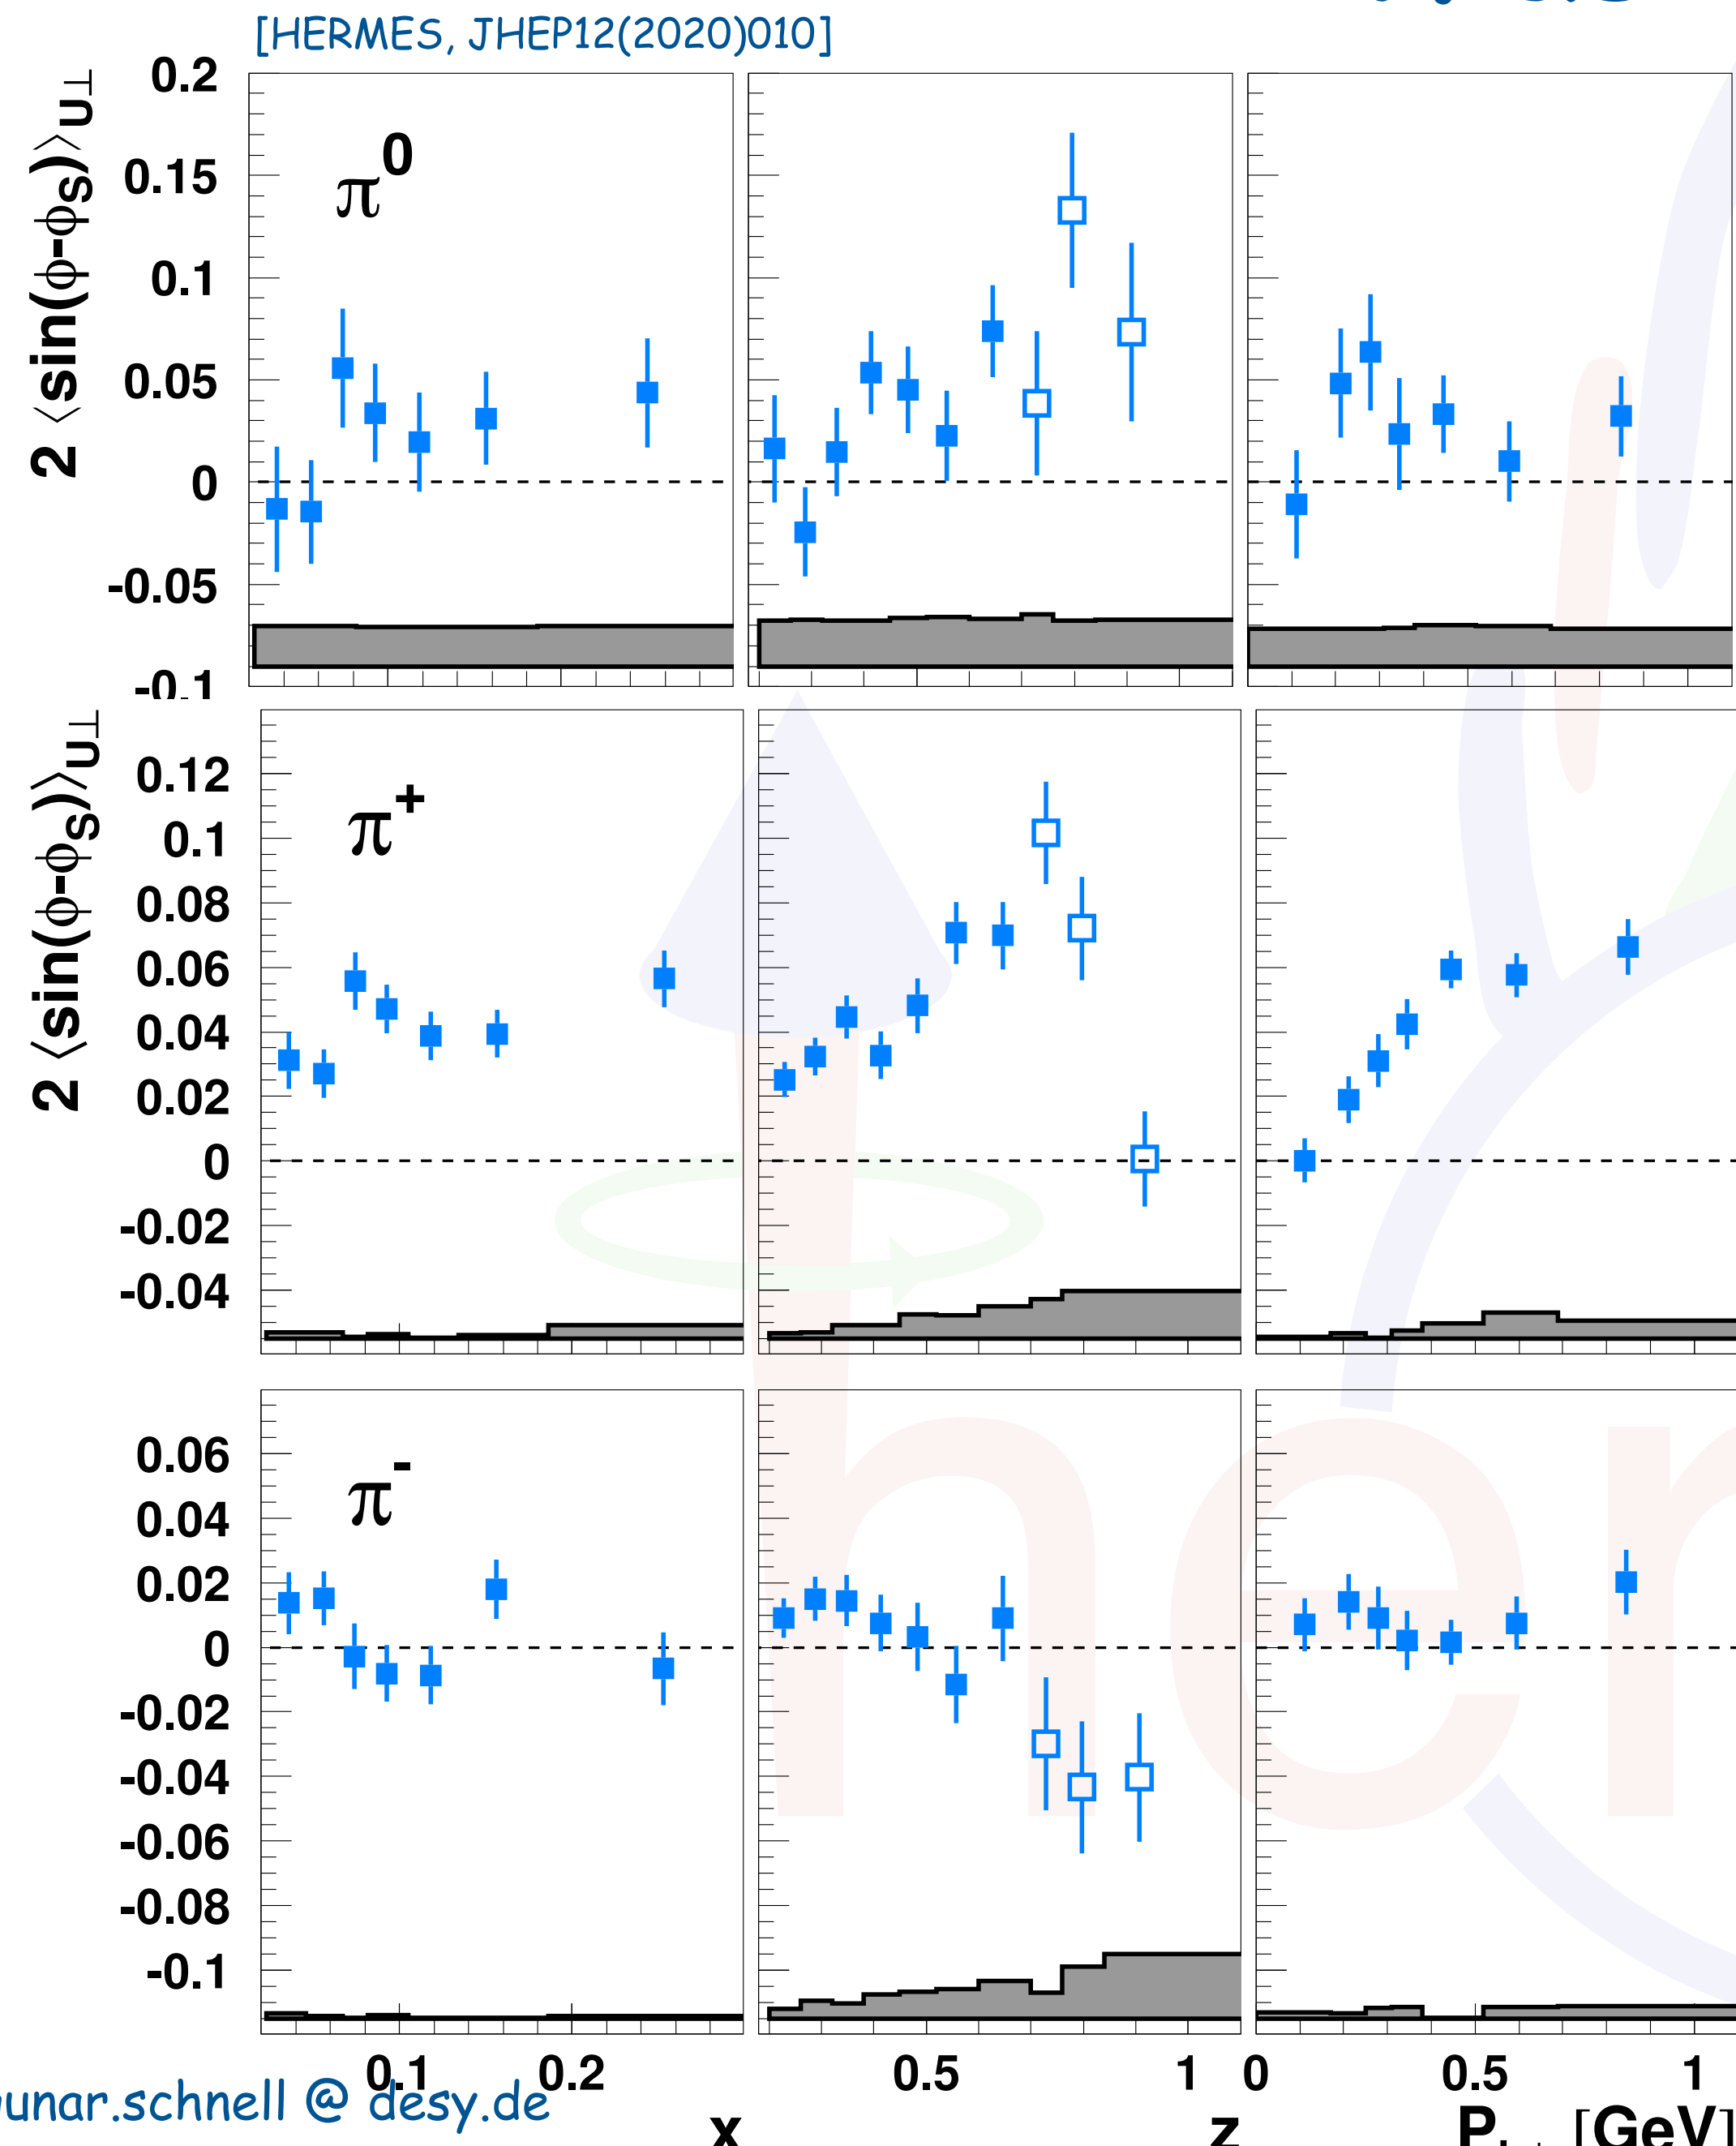 [HERMES, JHEP12(2020)010]
2 ⟨sin(ϕ-ϕS)⟩U⊥
0.2
0.15
0.1
0.05
0
-0.05
-0.1
π0
2 ⟨sin(ϕ-ϕS)⟩U⊥
0.12
0.1
0.08
0.06
0.04
0.02
0
-0.02
-0.04
π+
0.06
0.04
0.02
0
-0.02
-0.04
-0.06
-0.08
-0.1
π-
0.1 0.2 0.5 1 0 0.5 1
unar.schnell @ desy.de
x z [GeV]
her